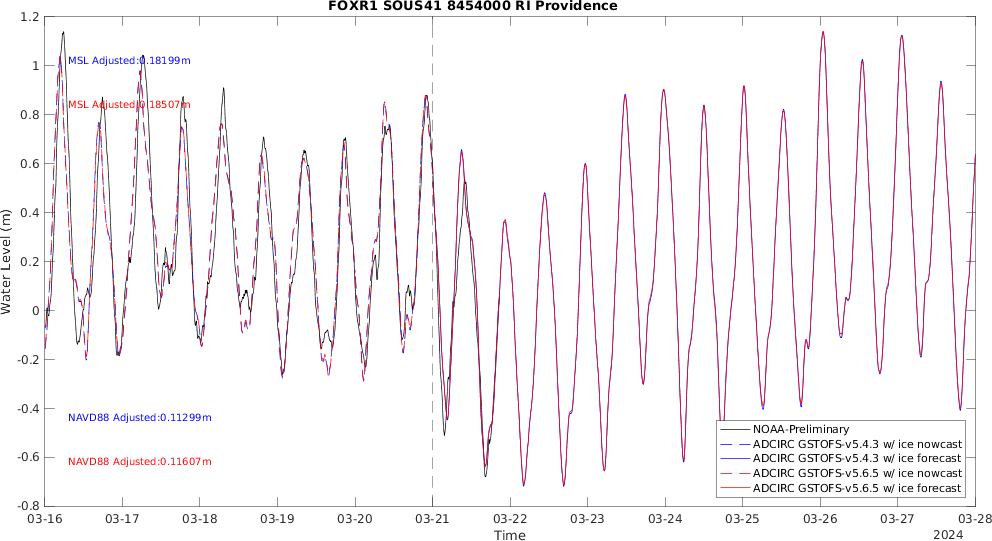 FOXR1 SOUS41 8454000 RI Providence
1.2
1
0.8
0.6
0.4
0.2
0
-0.2
-0.4
-0.6
-0.8
Water Level (m)
MSL Adjusted:0.18199m
MSL Adjusted:0.18507m
NAVD88 Adjusted:0.11299m
NAVD88 Adjusted:0.11607m
NOAA-Preliminary
ADCIRC GSTOFS-v5.4.3 w/ ice nowcast
ADCIRC GSTOFS-v5.4.3 w/ ice forecast
ADCIRC GSTOFS-v5.6.5 w/ ice nowcast
ADCIRC GSTOFS-v5.6.5 w/ ice forecast
03-16 03-17 03-18 03-19 03-20 03-21 03-22 03-23 03-24 03-25 03-26 03-27 03-28
Time
2024